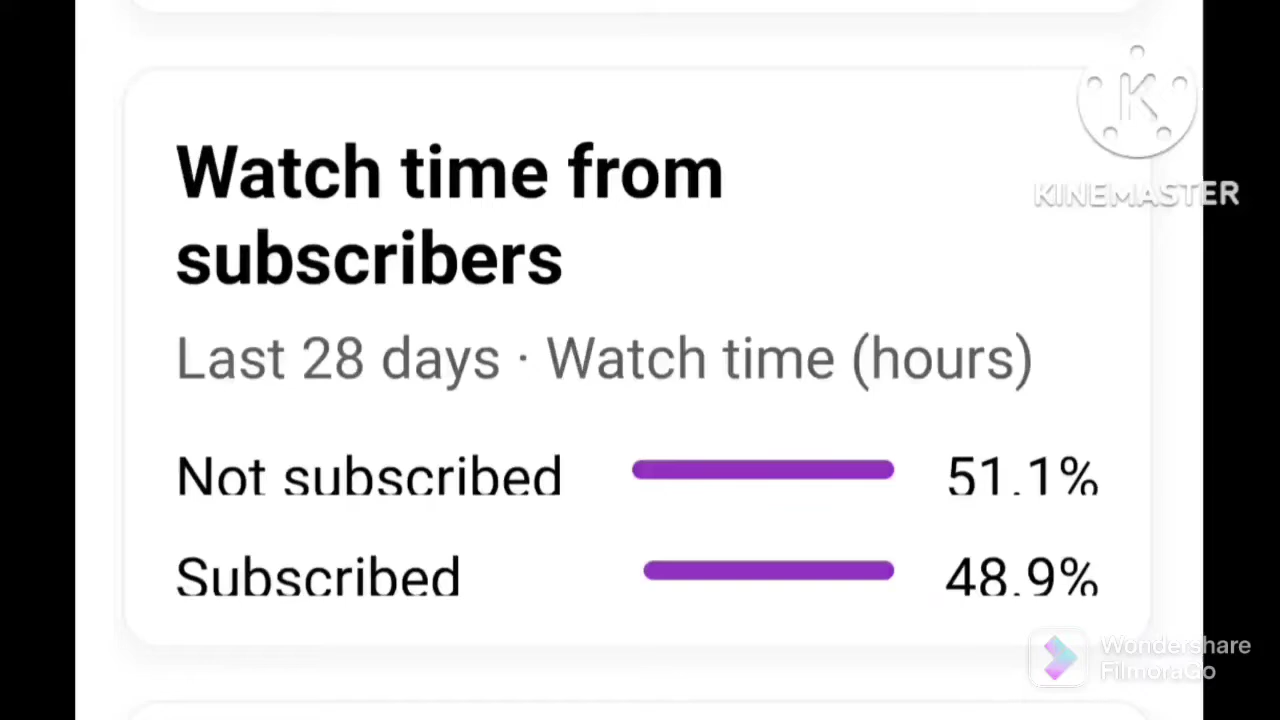 Watch time from
subscribers
Last 28 days · Watch time (hours)
Not subscribed 51.1%
Subscribed 48.9%
K
KINEMASTER
Wondershare
FilmoraGo